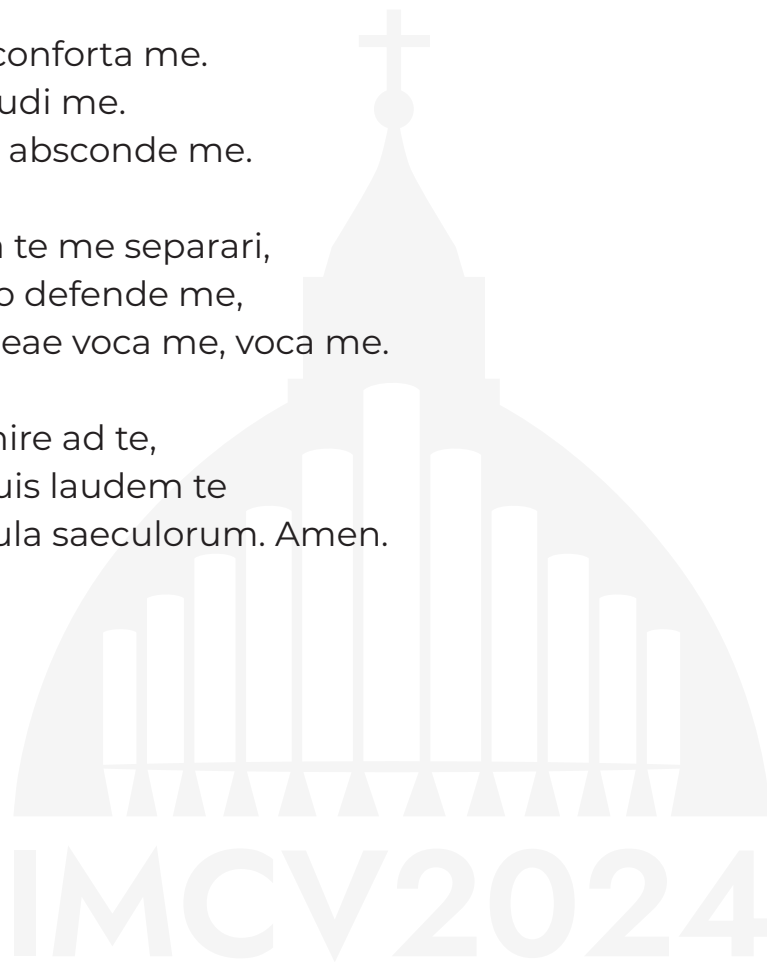 conforta me.
udi me.
absconde me.
te me separari,
o defende me,
eae voca me, voca me.
nire ad te,
uis laudem te
ula saeculorum. Amen.
IMCV2024